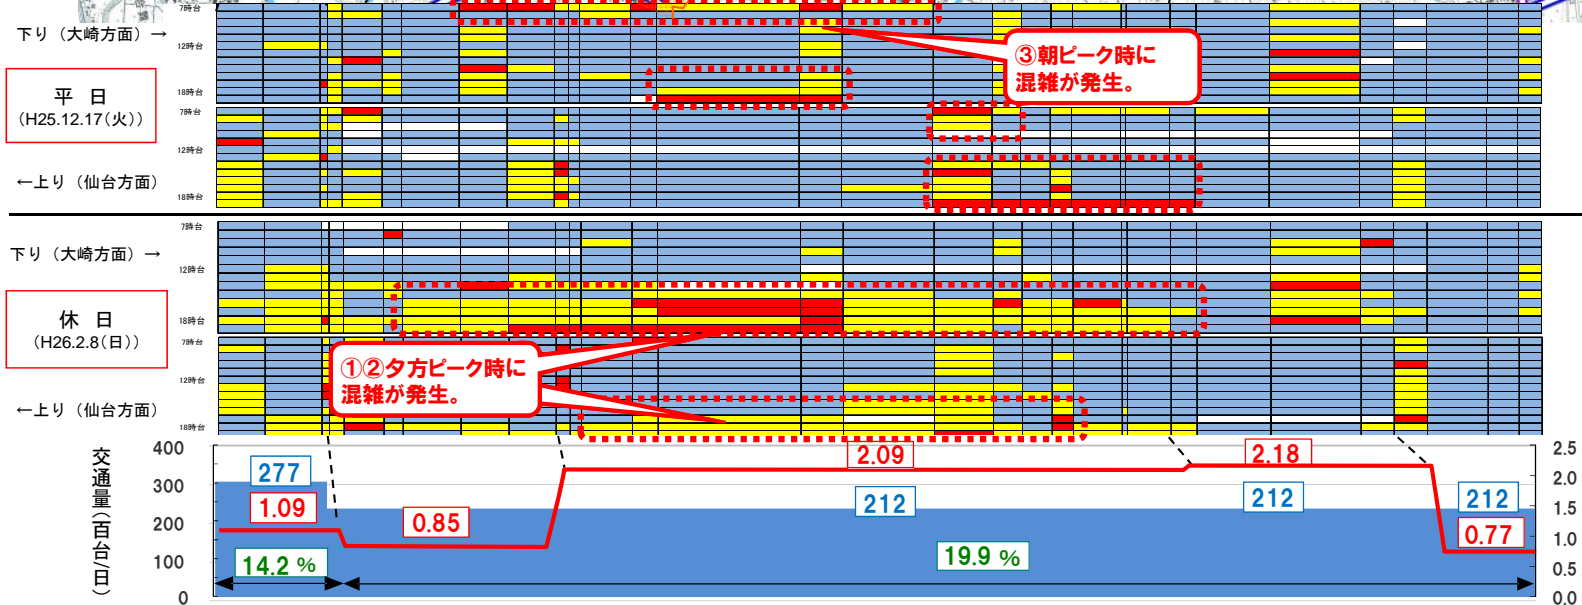 7時台
下り（大崎方面）→
12時台
③朝ピーク時に
混雑が発生。
平　日
（H25.12.17(火)）
18時台
7時台
12時台
←上り（仙台方面）
18時台
7時台
下り（大崎方面）→
12時台
休　日
（H26.2.8(日)）
18時台
7時台
①②夕方ピーク時に
混雑が発生。
12時台
←上り（仙台方面）
18時台
交通量（百台/日）
400
300
200
100
0
277
1.09
0.85
2.09
212
2.18
212
212
0.77
14.2 %
19.9 %
2.5
2.0
1.5
1.0
0.5
0.0